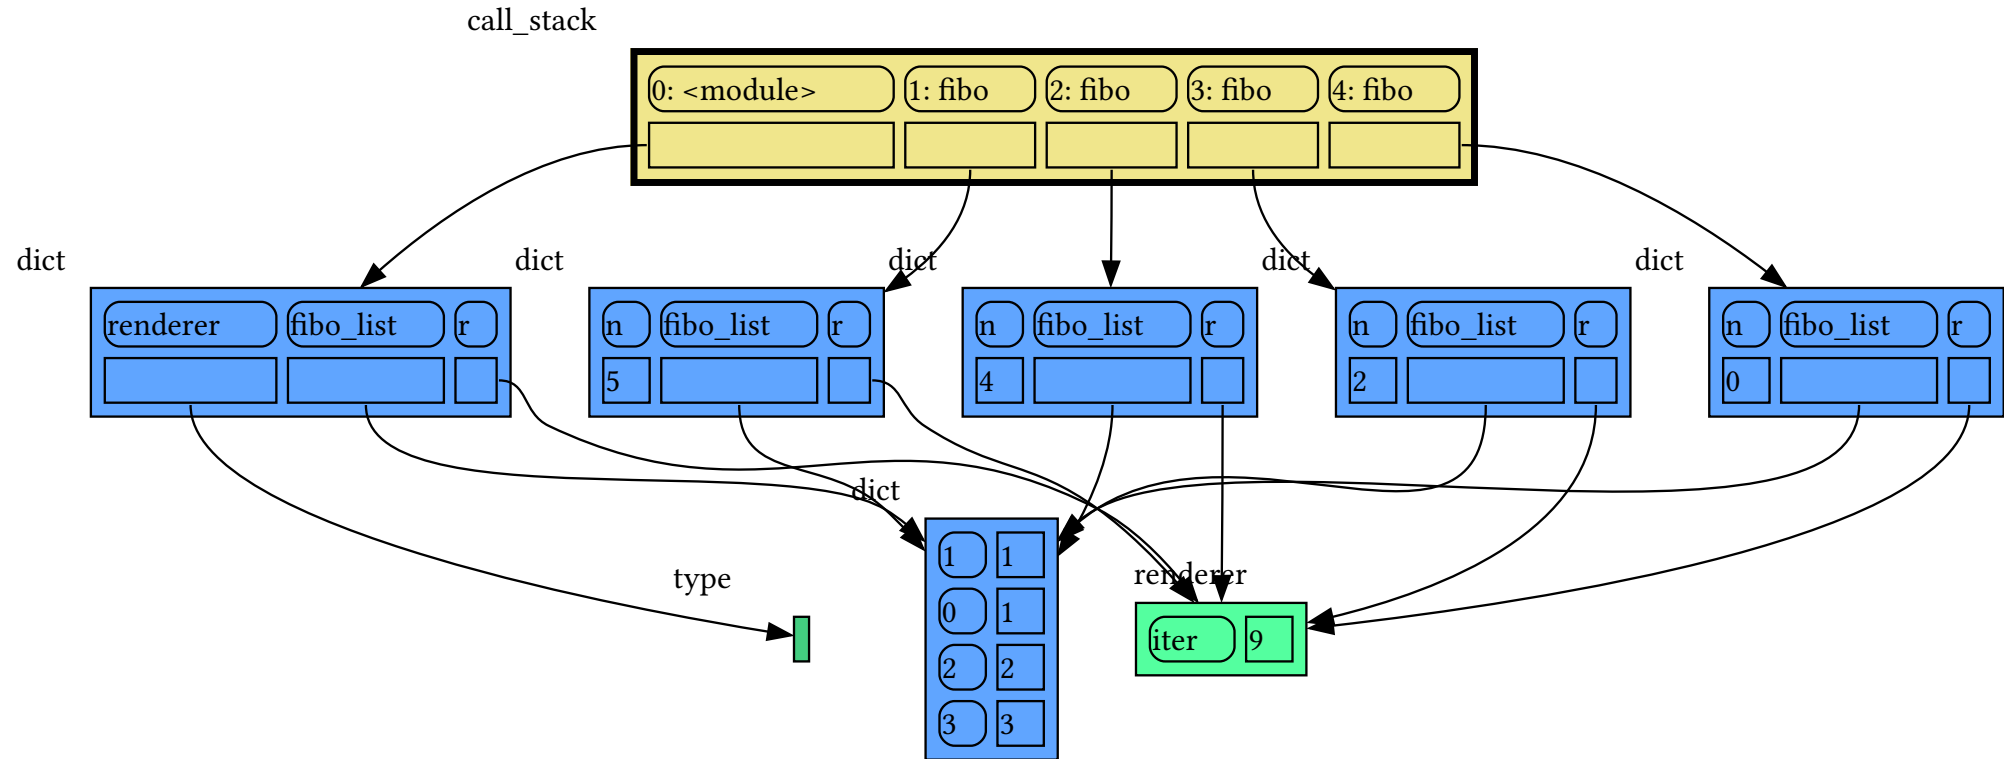 call_stack
0: <module> 1: fibo 2: fibo 3: fibo 4: fibo
dict dict dict dict dict
renderer fibo_list r n fibo_list r n fibo_list r n fibo_list r n fibo_list r
5 4 2 0
dict
1 1
type renderer
0 1
iter 9
2 2
3 3